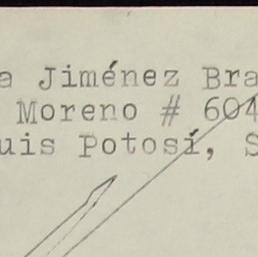 a Jiménez Bra
Moreno # 604
uis Potosí, S